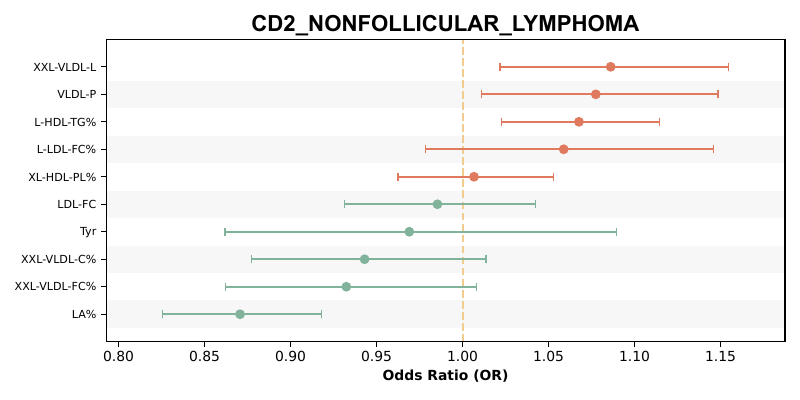 CD2_NONFOLLICULAR_LYMPHOMA
XXL-VLDL-L
VLDL-P
L-HDL-TG%
L-LDL-FC%
XL-HDL-PL%
LDL-FC
Tyr
XXL-VLDL-C%
XXL-VLDL-FC%
LA%
0.80 0.85 0.90 0.95 1.00 1.05 1.10 1.15
Odds Ratio (OR)